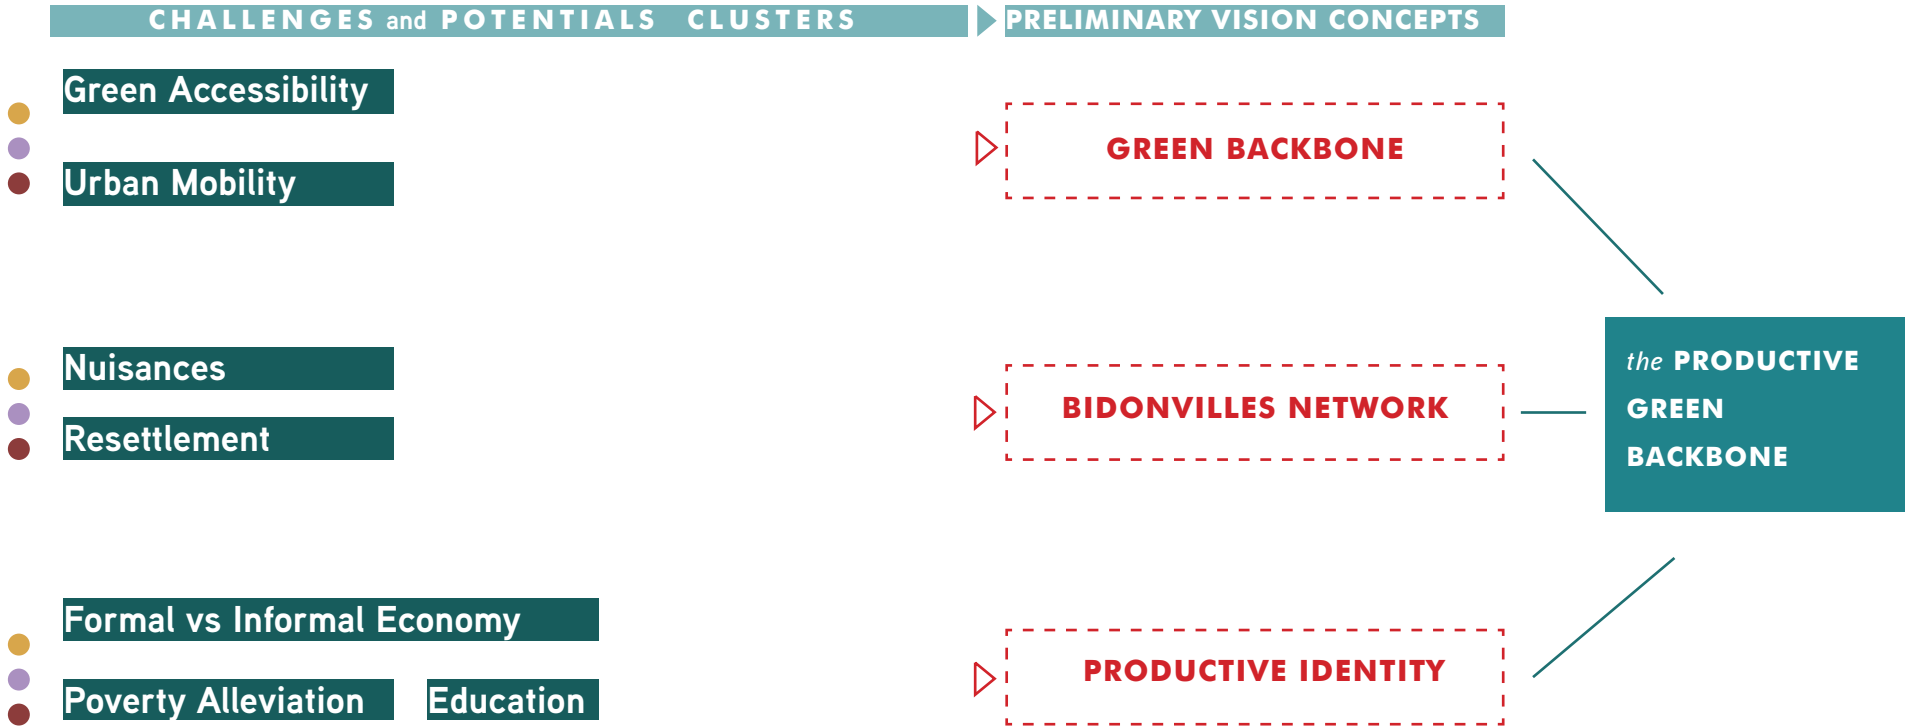 CHALLENGES and POTENTIALS CLUSTERS
PRELIMINARY VISION CONCEPTS
Green Accessibility
Urban Mobility
GREEN BACKBONE
Nuisances
Resettlement
BIDONVILLES NETWORK
Formal vs Informal Economy
Poverty Alleviation
Education
PRODUCTIVE IDENTITY
the PRODUCTIVE
GREEN
BACKBONE